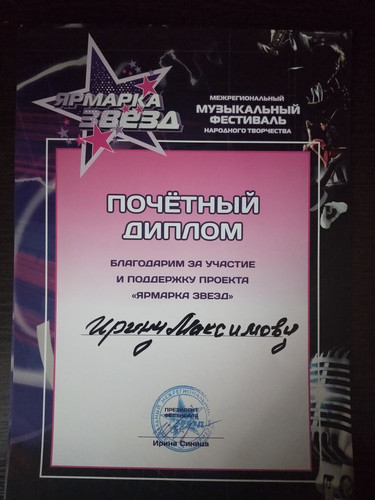 ЯРМАРКА
ЗВЁЗД
МЕЖРЕГИОНАЛЬНЫЙ
МУЗЫКАЛЬНЫЙ
ФЕСТИВАЛЬ
НАРОДНОГО ТВОРЧЕСТВА
ПОЧЁТНЫЙ
ДИПЛОМ
БЛАГОДАРИМ ЗА УЧАСТИЕ
И ПОДДЕРЖКУ ПРОЕКТА
«ЯРМАРКА ЗВЕЗД»
Ирину Максимову
ПРЕЗИДЕНТ
ФЕСТИВАЛЯ
Ирина Синица